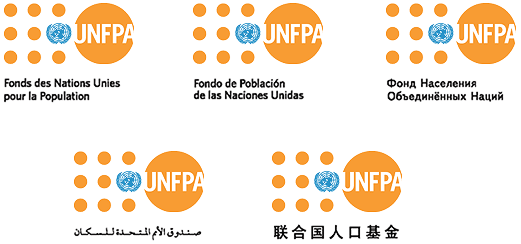 UNFPA
Fonds des Nations Unies
pour la Population
UNFPA
Fondo de Población
de las Naciones Unidas
UNFPA
Фонд Населения
Объединённых Наций
UNFPA
صندوق الأمم المتحدة للسكان
UNFPA
联合国人口基金